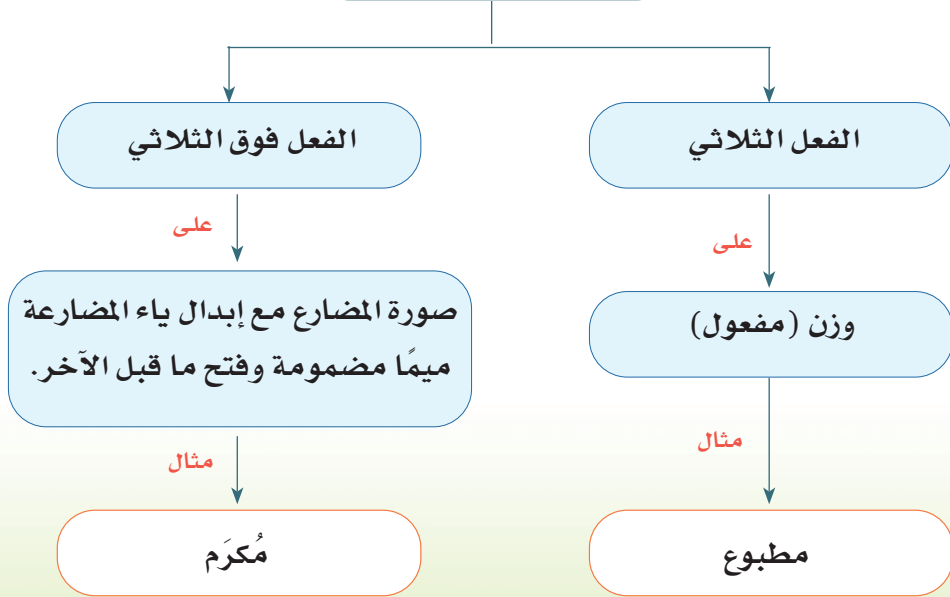 الفعل الثلاثي
على
وزن (مفعول)
مثال
مطبوع
الفعل فوق الثلاثي
على
صورة المضارع مع إبدال ياء المضارعة
ميمًا مضمومة وفتح ما قبل الآخر.
مثال
مُكرَم